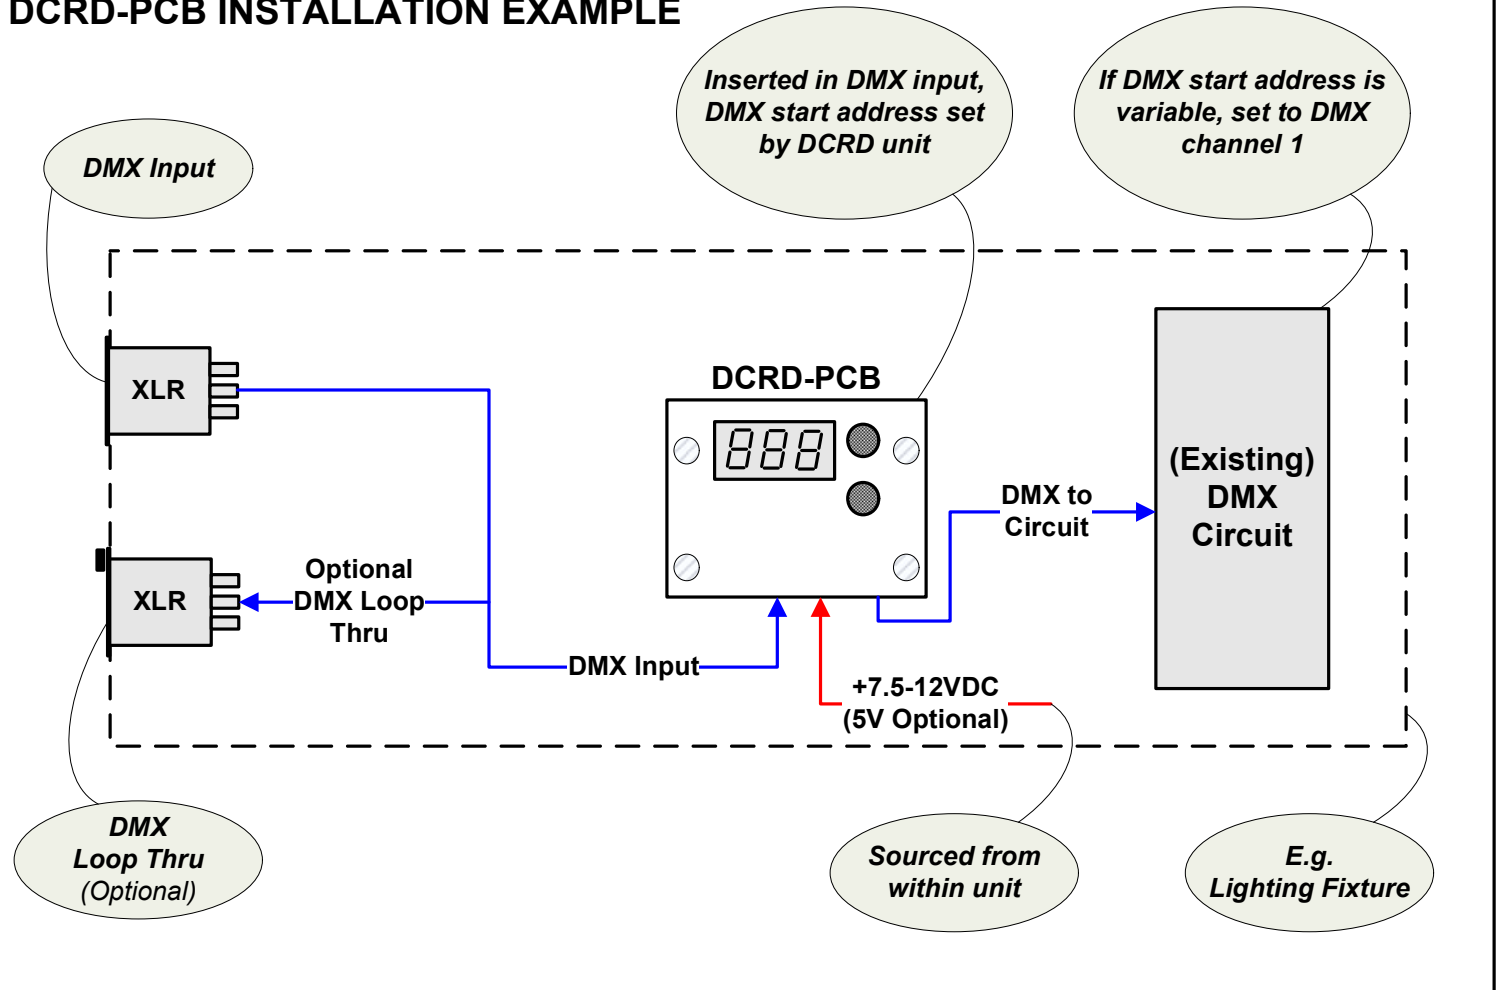 DCRD-PCB INSTALLATION EXAMPLE
Inserted in DMX input,
DMX start address set
by DCRD unit
If DMX start address is
variable, set to DMX
channel 1
DMX Input
XLR
DCRD-PCB
888
(Existing)
DMX
Circuit
DMX to
Circuit
XLR
Optional
DMX Loop
Thru
DMX Input
+7.5-12VDC
(5V Optional)
DMX
Loop Thru
(Optional)
Sourced from
within unit
E.g.
Lighting Fixture